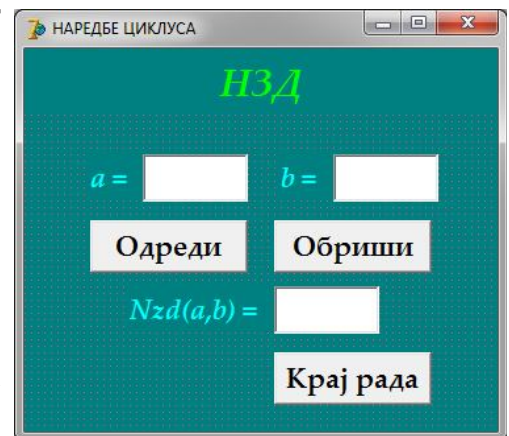 НАРЕДБЕ ЦИКЛУСА
НЗД
a = b =
Одреди Обриши
Nzd(a,b) =
Крај рада